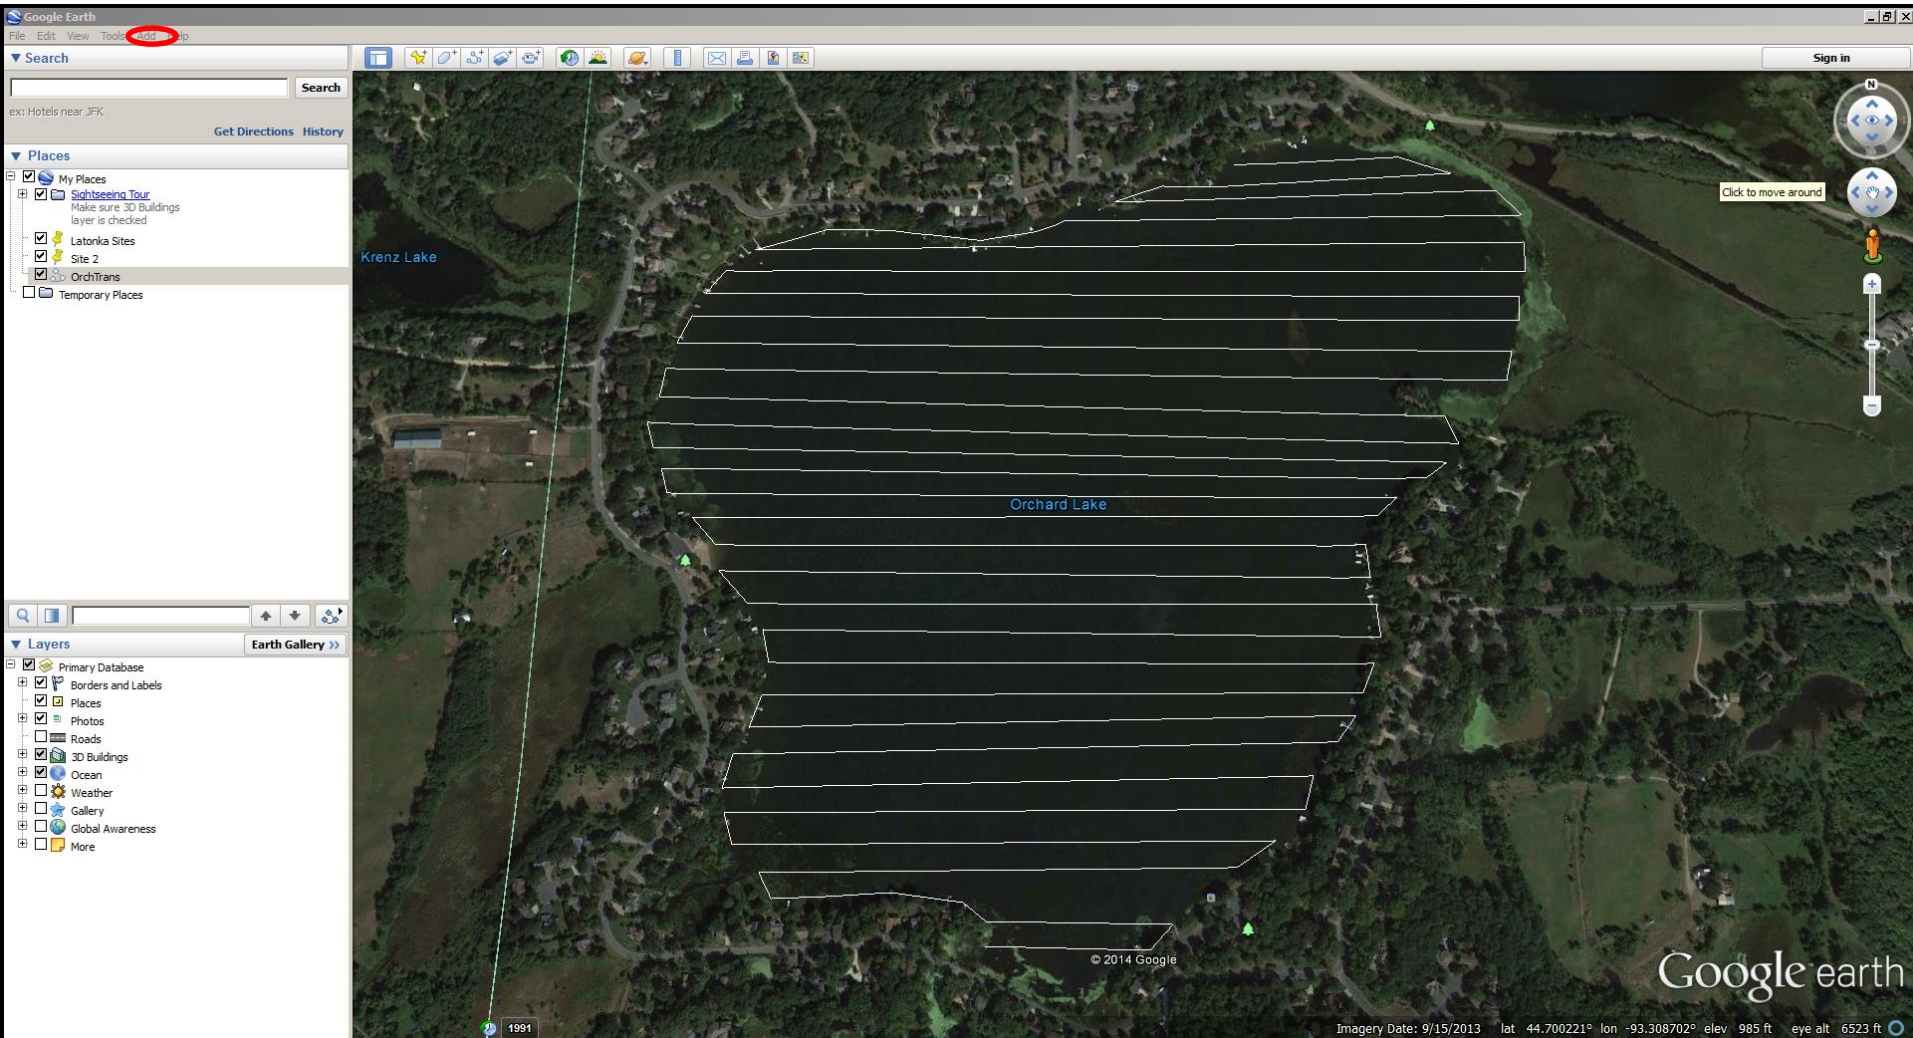 Google Earth
File Edit View Tools Add Help
Search
Sign in
Search
ex: Hotels near JFK
Get Directions History
Places
My Places
Sightseeing Tour
Make sure 3D Buildings
layer is checked
Latonka Sites
Site 2
OrchTrans
Temporary Places
Layers
Earth Gallery »
Primary Database
Borders and Labels
Places
Photos
Roads
3D Buildings
Ocean
Weather
Gallery
Global Awareness
More
N
Click to move around
Krenz Lake
Orchard Lake
© 2014 Google
Google earth
1991
Imagery Date: 9/15/2013 lat 44.700221° lon -93.308702° elev 985 ft eye alt 6523 ft